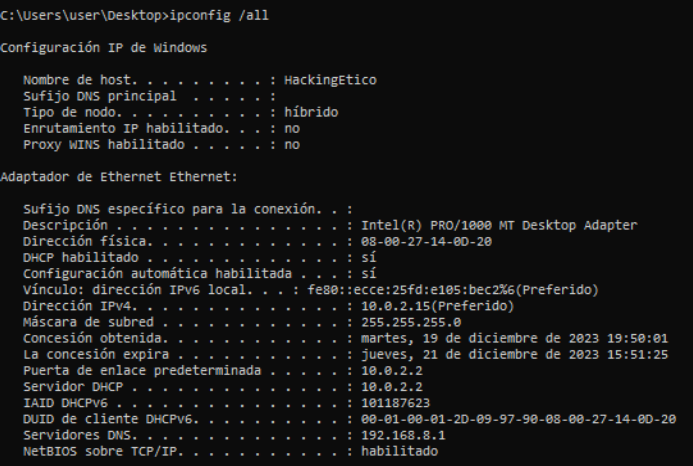 C:\Users\user\Desktop>ipconfig /all
Configuración IP de Windows
Nombre de host. . . . . . . . . : HackingEtico
Sufijo DNS principal  . . . . . :
Tipo de nodo. . . . . . . . . . : híbrido
Enrutamiento IP habilitado. . . : no
Proxy WINS habilitado . . . . . : no
Adaptador de Ethernet Ethernet:
Sufijo DNS específico para la conexión. . :
Descripción . . . . . . . . . . . . . . . : Intel(R) PRO/1000 MT Desktop Adapter
Dirección física. . . . . . . . . . . . . : 08-00-27-14-0D-20
DHCP habilitado . . . . . . . . . . . . . : sí
Configuración automática habilitada . . . : sí
Vínculo: dirección IPv6 local. . . : fe80::ecce:25fd:e105:bec2%6(Preferido)
Dirección IPv4. . . . . . . . . . . . . . : 10.0.2.15(Preferido)
Máscara de subred . . . . . . . . . . . . : 255.255.255.0
Concesión obtenida. . . . . . . . . . . . : martes, 19 de diciembre de 2023 19:50:01
La concesión expira . . . . . . . . . . . : jueves, 21 de diciembre de 2023 15:51:25
Puerta de enlace predeterminada . . . . . : 10.0.2.2
Servidor DHCP . . . . . . . . . . . . . . : 10.0.2.2
IAID DHCPv6 . . . . . . . . . . . . . . . : 101187623
DUID de cliente DHCPv6. . . . . . . . . . : 00-01-00-01-2D-09-97-90-08-00-27-14-0D-20
Servidores DNS. . . . . . . . . . . . . . : 192.168.8.1
NetBIOS sobre TCP/IP. . . . . . . . . . . : habilitado